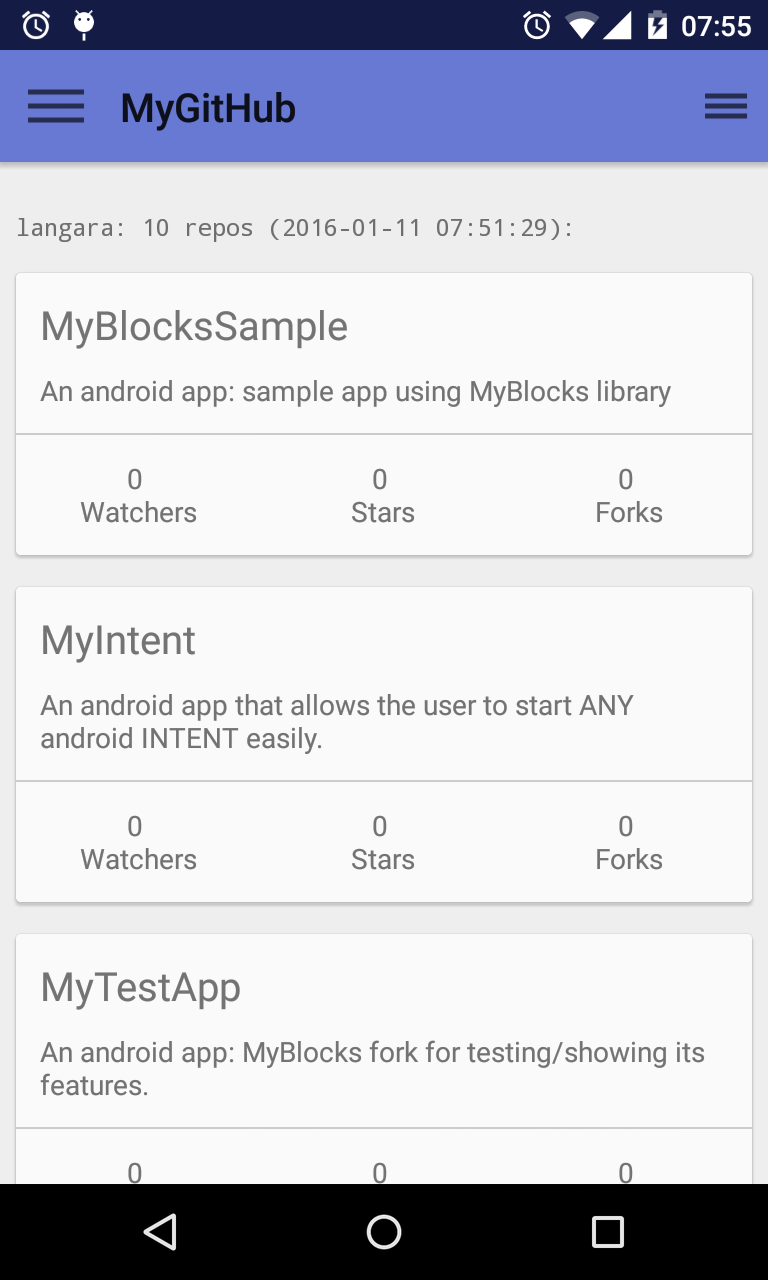 07:55
MyGitHub
langara: 10 repos (2016-01-11 07:51:29):
MyBlocksSample
An android app: sample app using MyBlocks library
0 0 0
Watchers Stars Forks
MyIntent
An android app that allows the user to start ANY
android INTENT easily.
0 0 0
Watchers Stars Forks
MyTestApp
An android app: MyBlocks fork for testing/showing its
features.
0 0 0